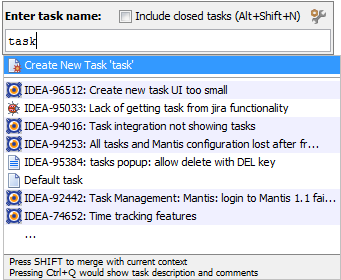 Enter task name: Include closed tasks (Alt+Shift+N)
task
Create New Task 'task'
IDEA-96512: Create new task UI too small
IDEA-95033: Lack of getting task from jira functionality
IDEA-94016: Task integration not showing tasks
IDEA-94253: All tasks and Mantis configuration lost after fr...
IDEA-95384: tasks popup: allow delete with DEL key
Default task
IDEA-92442: Task Management: Mantis: login to Mantis 1.1 fai...
IDEA-74652: Time tracking features
...
Press SHIFT to merge with current context
Pressing Ctrl+Q would show task description and comments